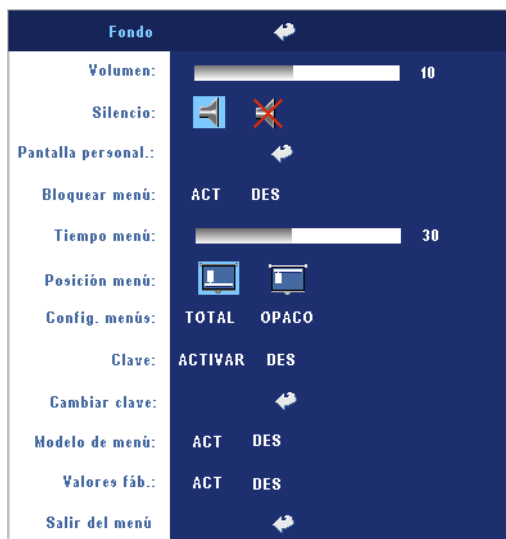 Fondo
Volumen: 10
Silencio:
Pantalla personal.:
Bloquear menú: ACT DES
Tiempo menú: 30
Posición menú:
Config. menús: TOTAL OPACO
Clave: ACTIVAR DES
Cambiar clave:
Modelo de menú: ACT DES
Valores fáb.: ACT DES
Salir del menú